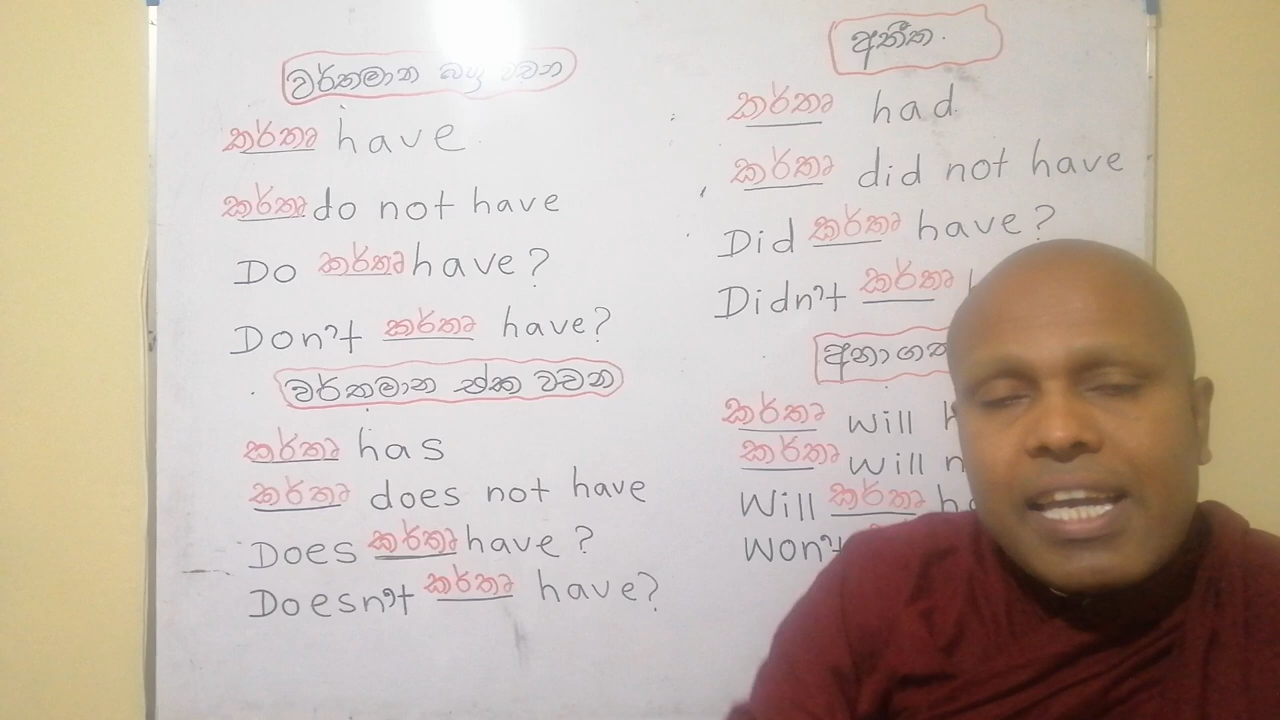 වර්තමාන බහු වචන
කර්තෘ have
කර්තෘ do not have
Do කර්තෘ have?
Don't කර්තෘ have?
වර්තමාන ඒක වචන
කර්තෘ has
කර්තෘ does not have
Does කර්තෘ have?
Doesn't කර්තෘ have?
අතීත
කර්තෘ had
කර්තෘ did not have
Did කර්තෘ have?
Didn't කර්තෘ
කර්තෘ will
කර්තෘ will
Will කර්තෘ
Won't